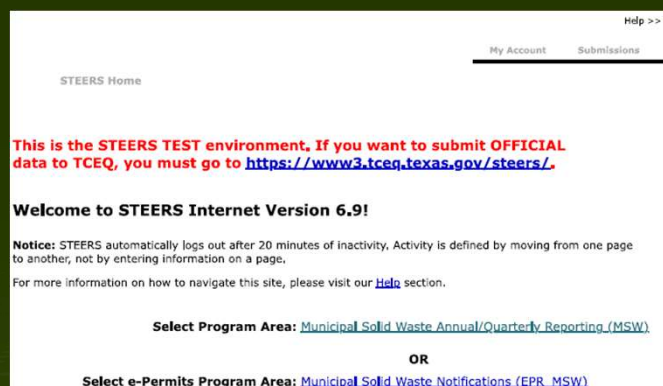 Help >>
My Account Submissions
STEERS Home
This is the STEERS TEST environment. If you want to submit OFFICIAL
data to TCEQ, you must go to https://www3.tceq.texas.gov/steers/.
Welcome to STEERS Internet Version 6.9!
Notice: STEERS automatically logs out after 20 minutes of inactivity. Activity is defined by moving from one page
to another, not by entering information on a page.
For more information on how to navigate this site, please visit our Help section.
Select Program Area: Municipal Solid Waste Annual/Quarterly Reporting (MSW)
OR
Select e-Permits Program Area: Municipal Solid Waste Notifications (EPR_MSW)